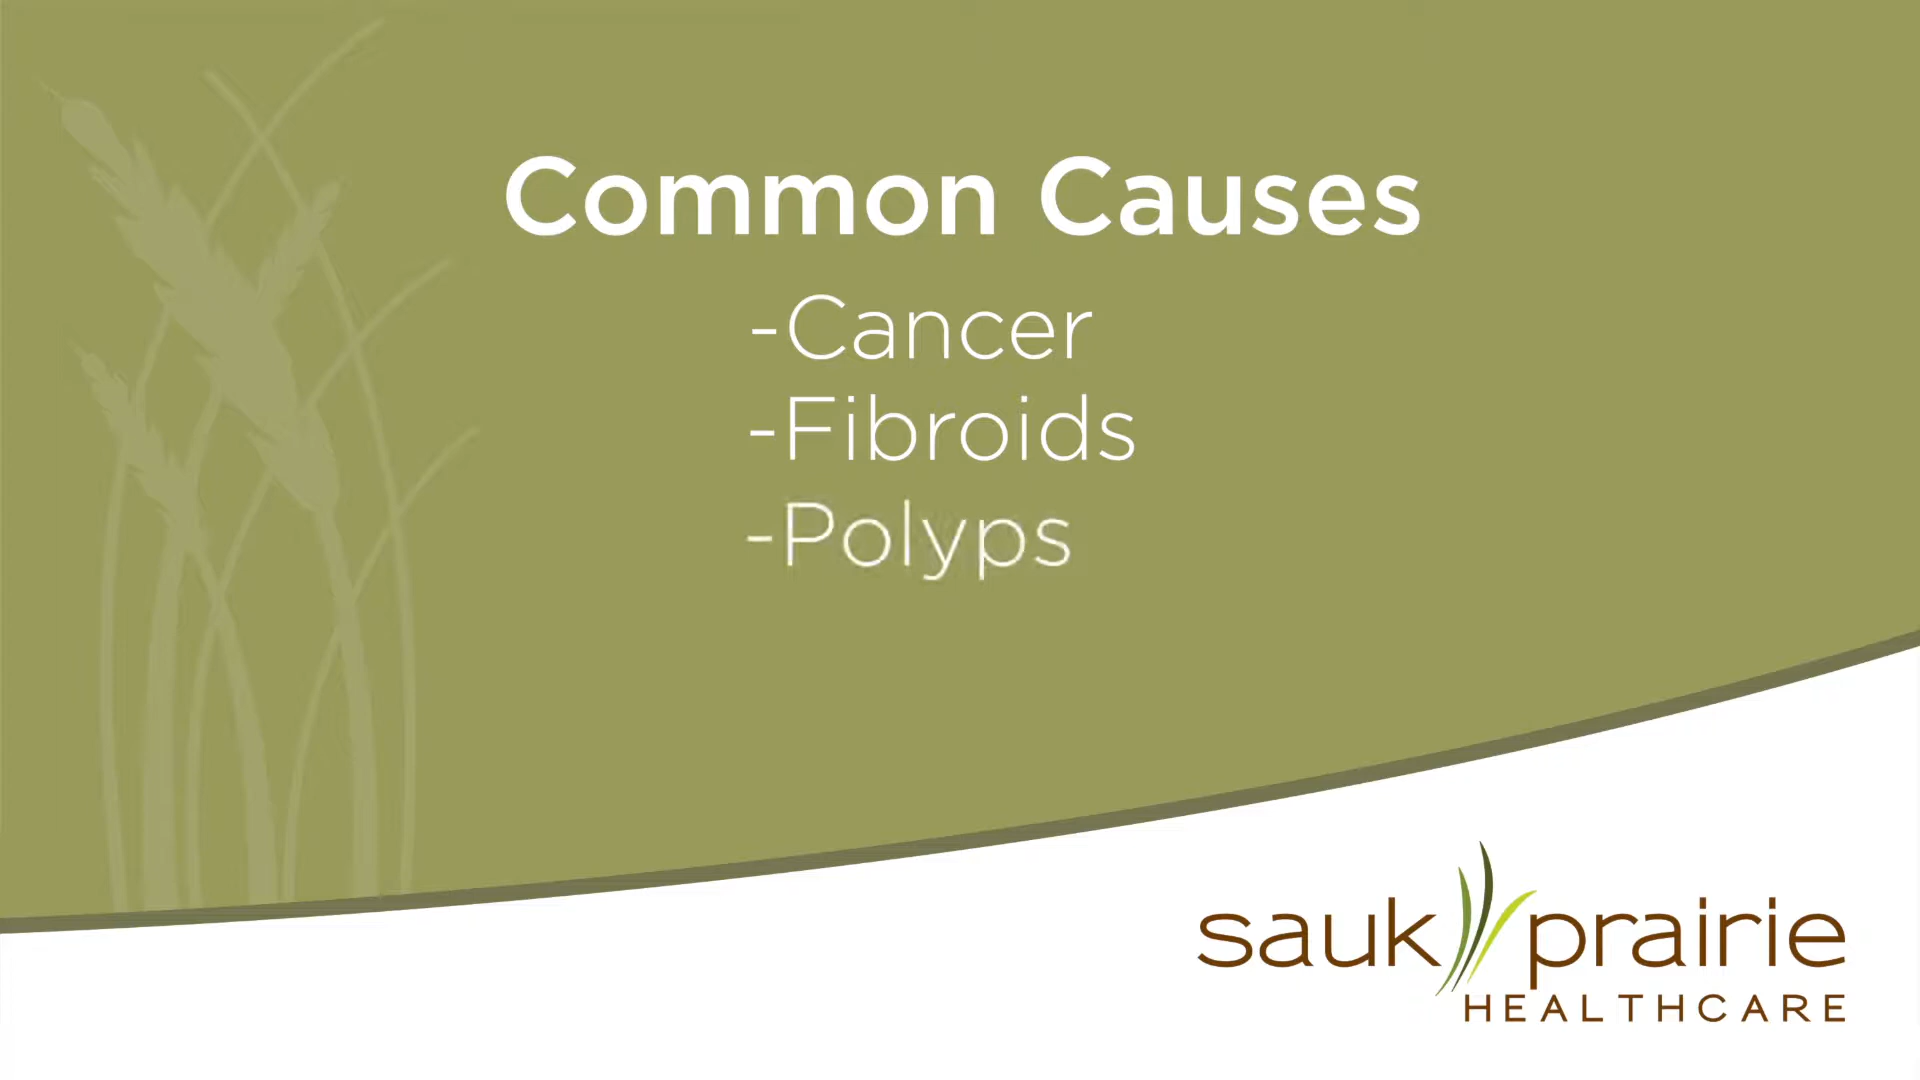 Common Causes
-Cancer
-Fibroids
-Polyps
sauk prairie
HEALTHCARE